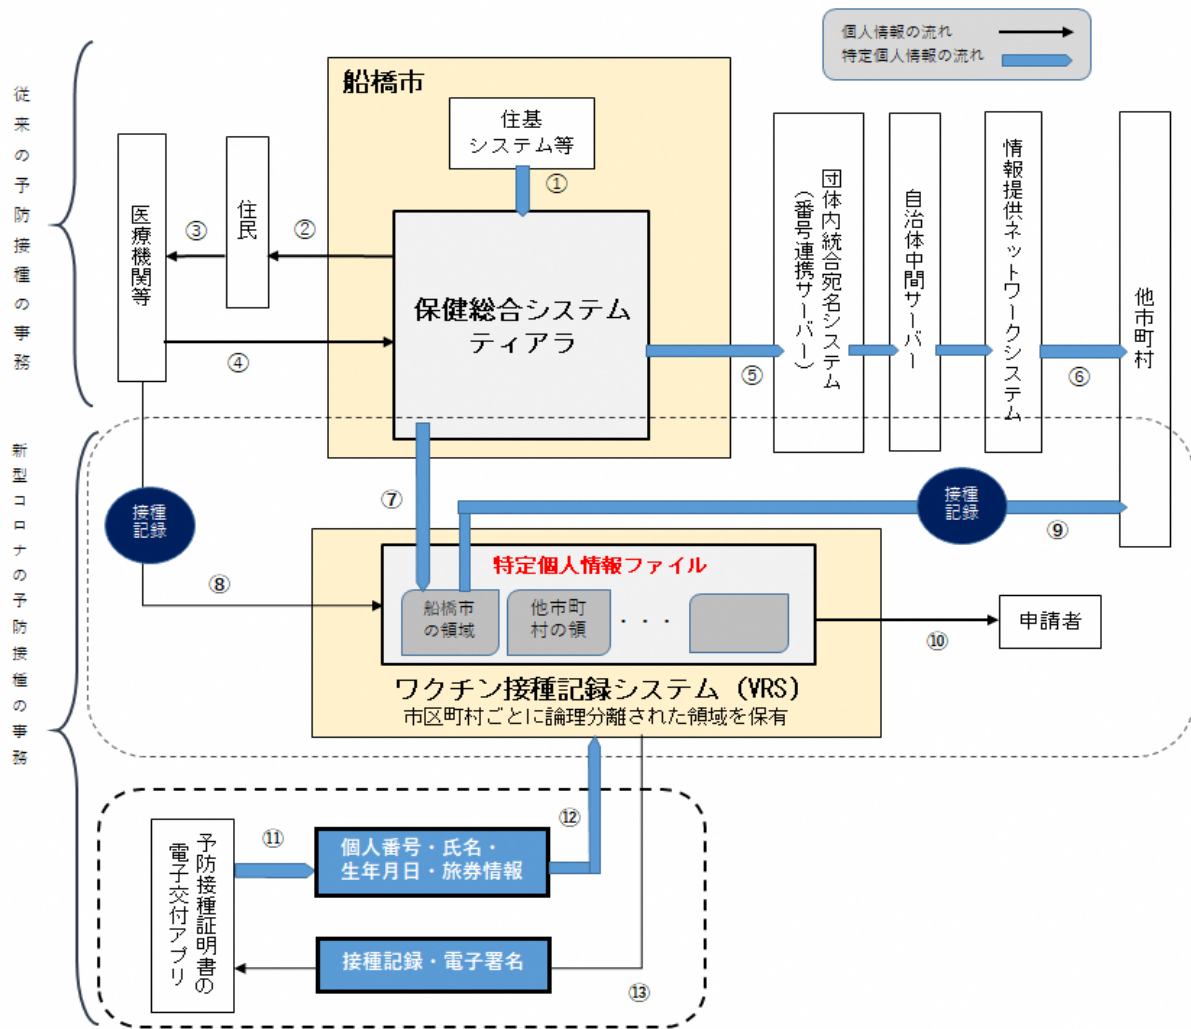 個人情報の流れ
特定個人情報の流れ
従来の予防接種の事務
船橋市
住基
システム等
①
医療機関等
③
住民
②
④
保健総合システム
ティアラ
⑤
団体内統合宛名システム
(番号連携サーバー)
自治体中間サーバー
情報提供ネットワークシステム
⑥
他市町村
新型コロナの予防接種の事務
接種
記録
⑦
接種
記録
⑨
⑧
特定個人情報ファイル
船橋市
の領域
他市町
村の領
・・・
⑩
申請者
ワクチン接種記録システム (VRS)
市区町村ごとに論理分離された領域を保有
予防接種証明書の
電子交付アプリ
⑪
個人番号・氏名・
生年月日・旅券情報
⑫
接種記録・電子署名
⑬